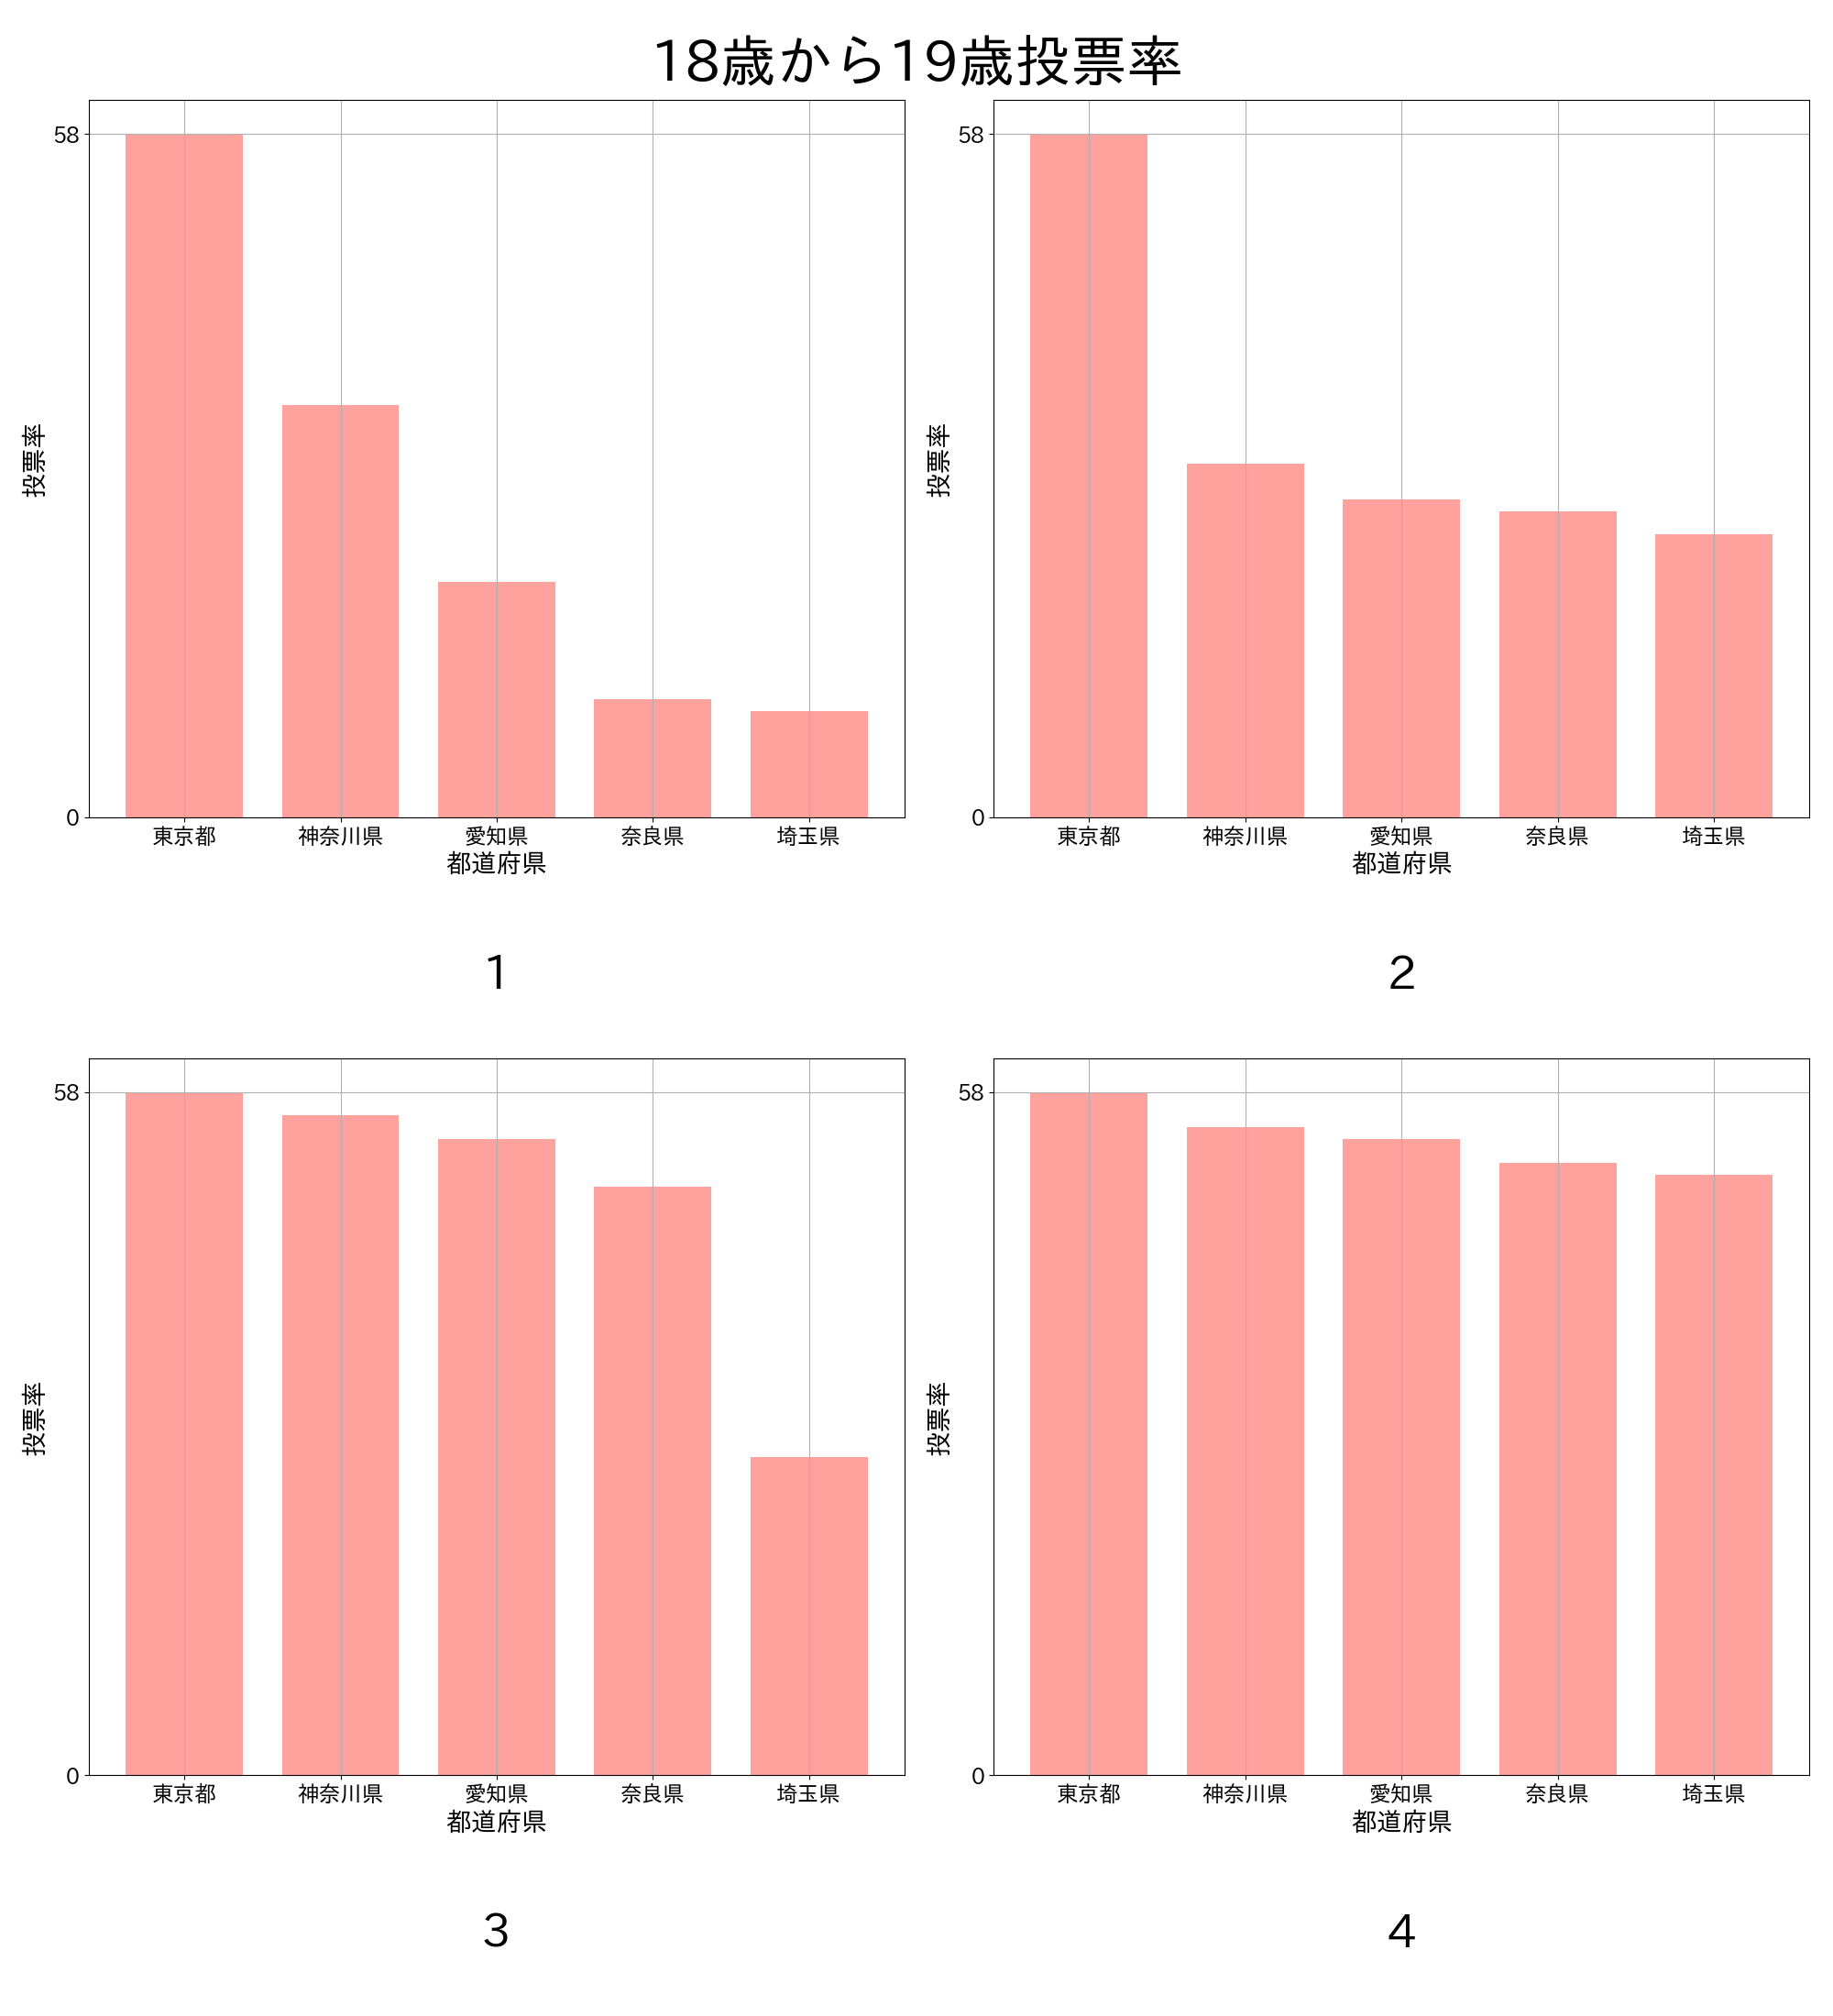 18歳から19歳投票率
58
0
投票率
東京都 神奈川県 愛知県 奈良県 埼玉県
都道府県
1
58
0
投票率
東京都 神奈川県 愛知県 奈良県 埼玉県
都道府県
2
58
0
投票率
東京都 神奈川県 愛知県 奈良県 埼玉県
都道府県
3
58
0
投票率
東京都 神奈川県 愛知県 奈良県 埼玉県
都道府県
4